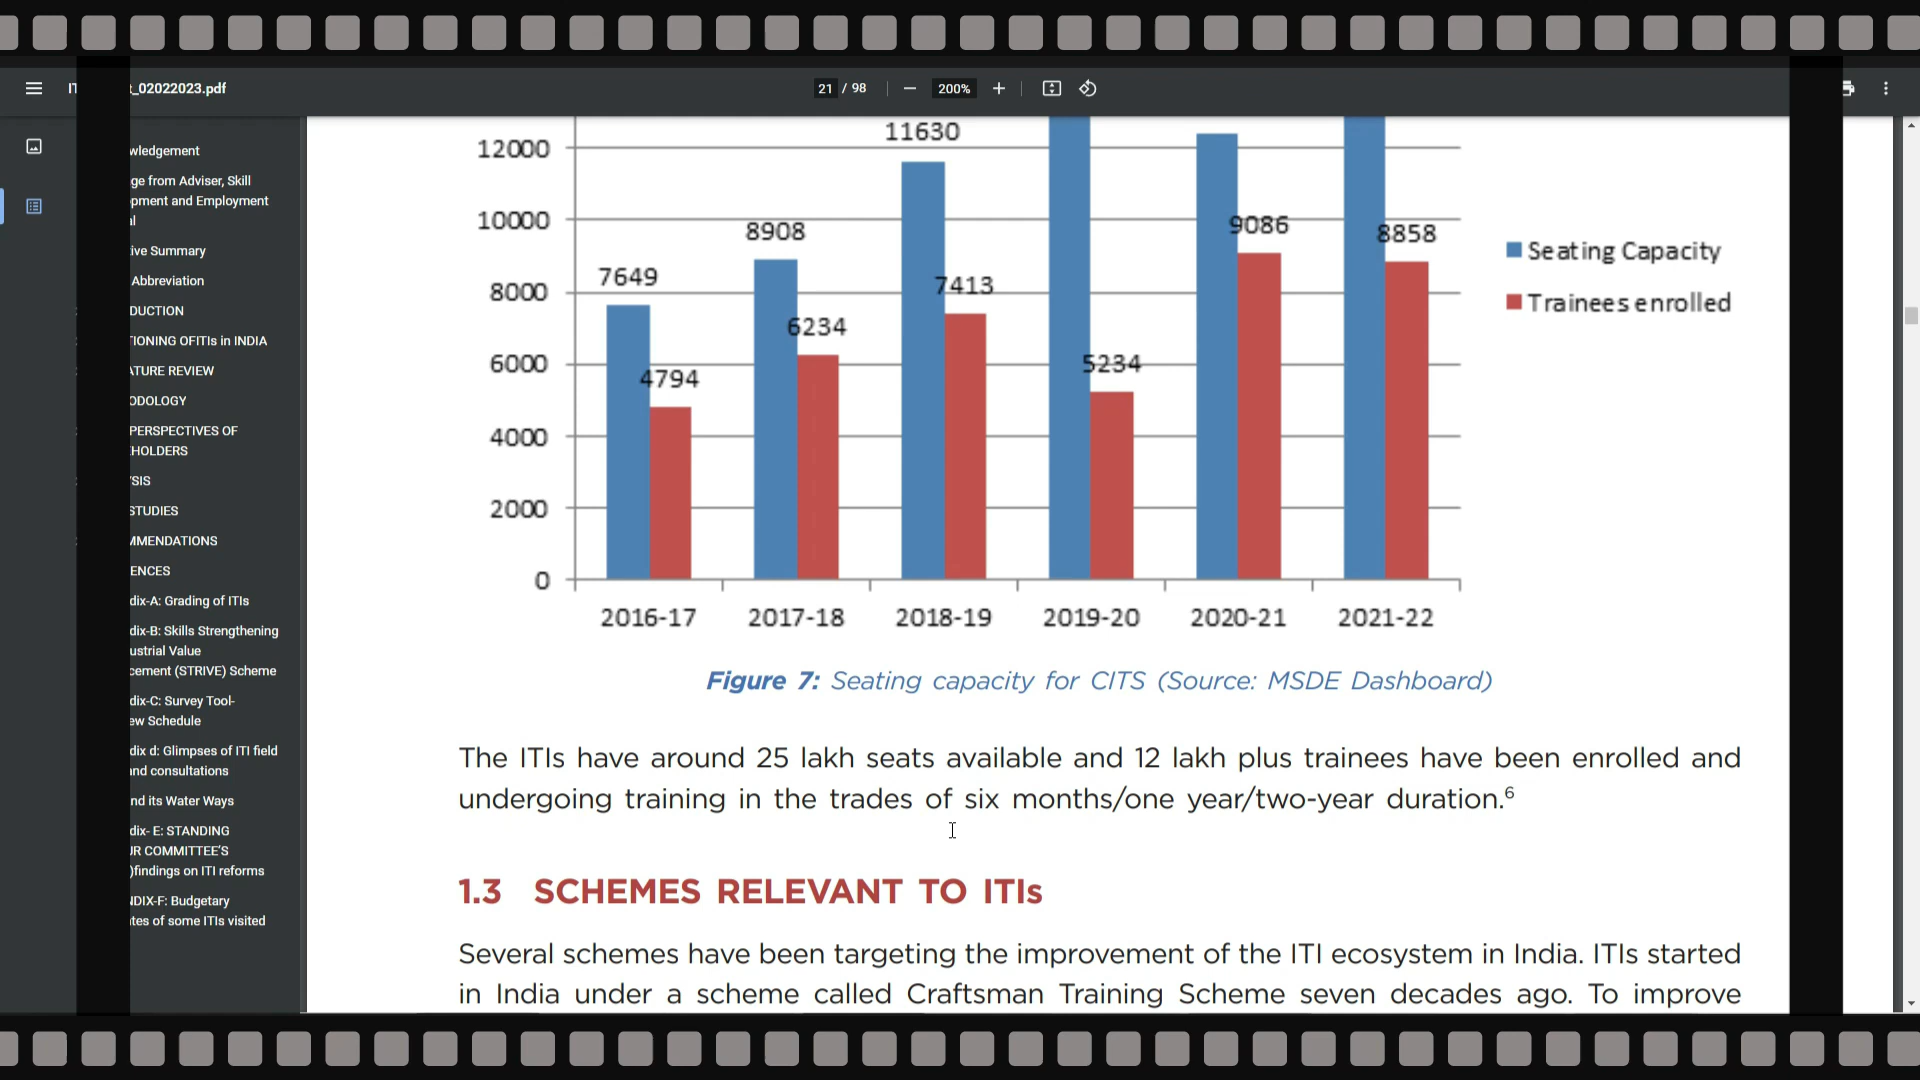 _02022023.pdf
21 / 98
200%
wledgement
ge from Adviser, Skill
pment and Employment
al
ive Summary
Abbreviation
DUCTION
TIONING OFITIs in INDIA
ATURE REVIEW
ODOLOGY
PERSPECTIVES OF
HOLDERS
YSIS
STUDIES
MMENDATIONS
ENCES
dix-A: Grading of ITIs
dix-B: Skills Strengthening
ustrial Value
cement (STRIVE) Scheme
dix-C: Survey Tool-
ew Schedule
dix d: Glimpses of ITI field
and consultations
nd its Water Ways
dix- E: STANDING
UR COMMITTEE'S
)findings on ITI reforms
NDIX-F: Budgetary
ates of some ITIs visited
12000
10000
8000
6000
4000
2000
0
7649
4794
8908
6234
11630
7413
5234
9086
8858
2016-17 2017-18 2018-19 2019-20 2020-21 2021-22
Seating Capacity
Trainees enrolled
Figure 7: Seating capacity for CITS (Source: MSDE Dashboard)
The ITIs have around 25 lakh seats available and 12 lakh plus trainees have been enrolled and
undergoing training in the trades of six months/one year/two-year duration.6
1.3 SCHEMES RELEVANT TO ITIs
Several schemes have been targeting the improvement of the ITI ecosystem in India. ITIs started
in India under a scheme called Craftsman Training Scheme seven decades ago. To improve